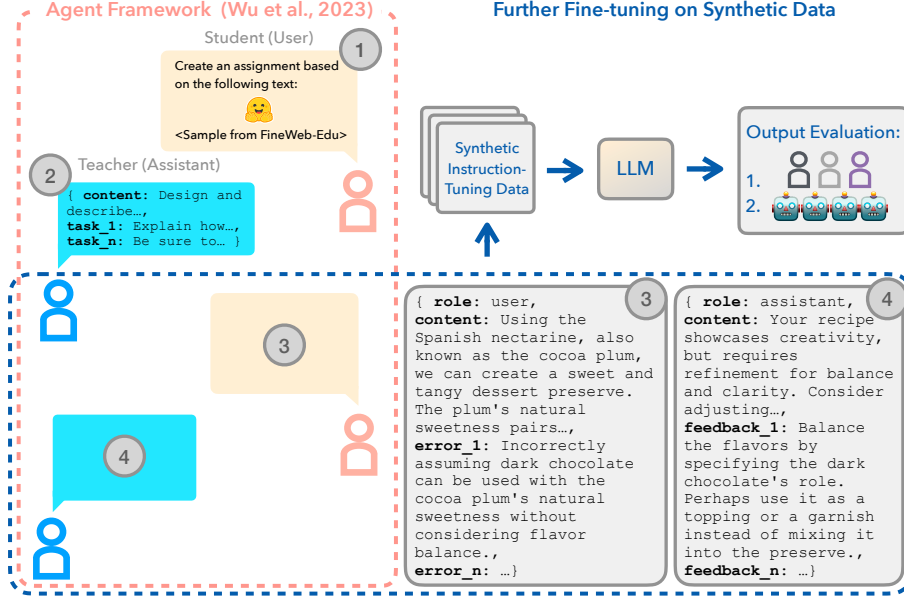 Agent Framework (Wu et al., 2023)
Further Fine-tuning on Synthetic Data
Student (User)
1
Create an assignment based
on the following text:
<Sample from FineWeb-Edu>
Teacher (Assistant)
2
{ content: Design and
describe…,
task_1: Explain how…,
task_n: Be sure to… }
Synthetic
Instruction-
Tuning Data
LLM
Output Evaluation:
1.
2.
3
4
3
{ role: user,
content: Using the
Spanish nectarine, also
known as the cocoa plum,
we can create a sweet and
tangy dessert preserve.
The plum's natural
sweetness pairs…,
error_1: Incorrectly
assuming dark chocolate
can be used with the
cocoa plum's natural
sweetness without
considering flavor
balance.,
error_n: …}
4
{ role: assistant,
content: Your recipe
showcases creativity,
but requires
refinement for balance
and clarity. Consider
adjusting…,
feedback_1: Balance
the flavors by
specifying the dark
chocolate's role.
Perhaps use it as a
topping or a garnish
instead of mixing it
into the preserve.,
feedback_n: …}